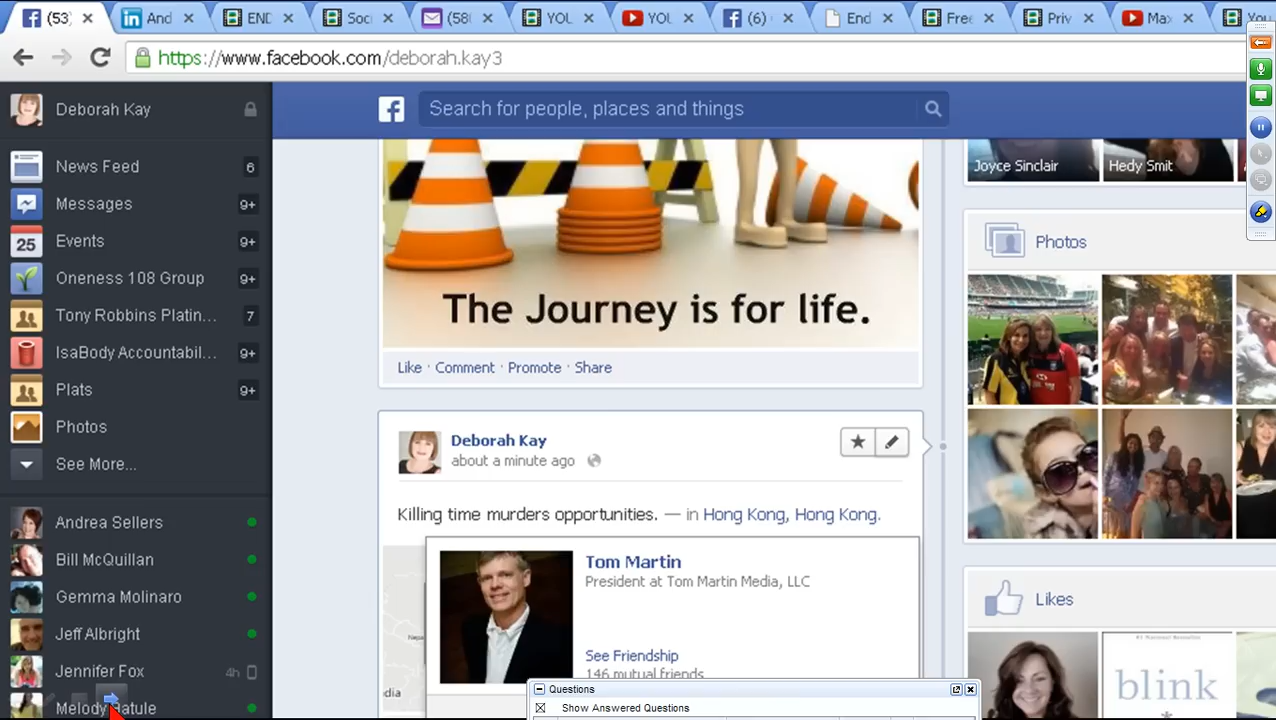 (53)
And
END
Soci
(58
YOU
YOU
(6)
End
Free
Priv
Max
You
https://www.facebook.com/deborah.kay3
Deborah Kay
Search for people, places and things
News Feed 6
Messages 9+
25 Events 9+
Oneness 108 Group 9+
Tony Robbins Platin... 7
IsaBody Accountabil... 9+
Plats 9+
Photos
See More...
Andrea Sellers
Bill McQuillan
Gemma Molinaro
Jeff Albright
Jennifer Fox 4h
The Journey is for life.
Like · Comment · Promote · Share
Deborah Kay
about a minute ago
Killing time murders opportunities. — in Hong Kong, Hong Kong.
Tom Martin
President at Tom Martin Media, LLC
See Friendship
146 mutual friends
Questions
Show Answered Questions
Joyce Sinclair
Hedy Smit
Photos
Likes
blink